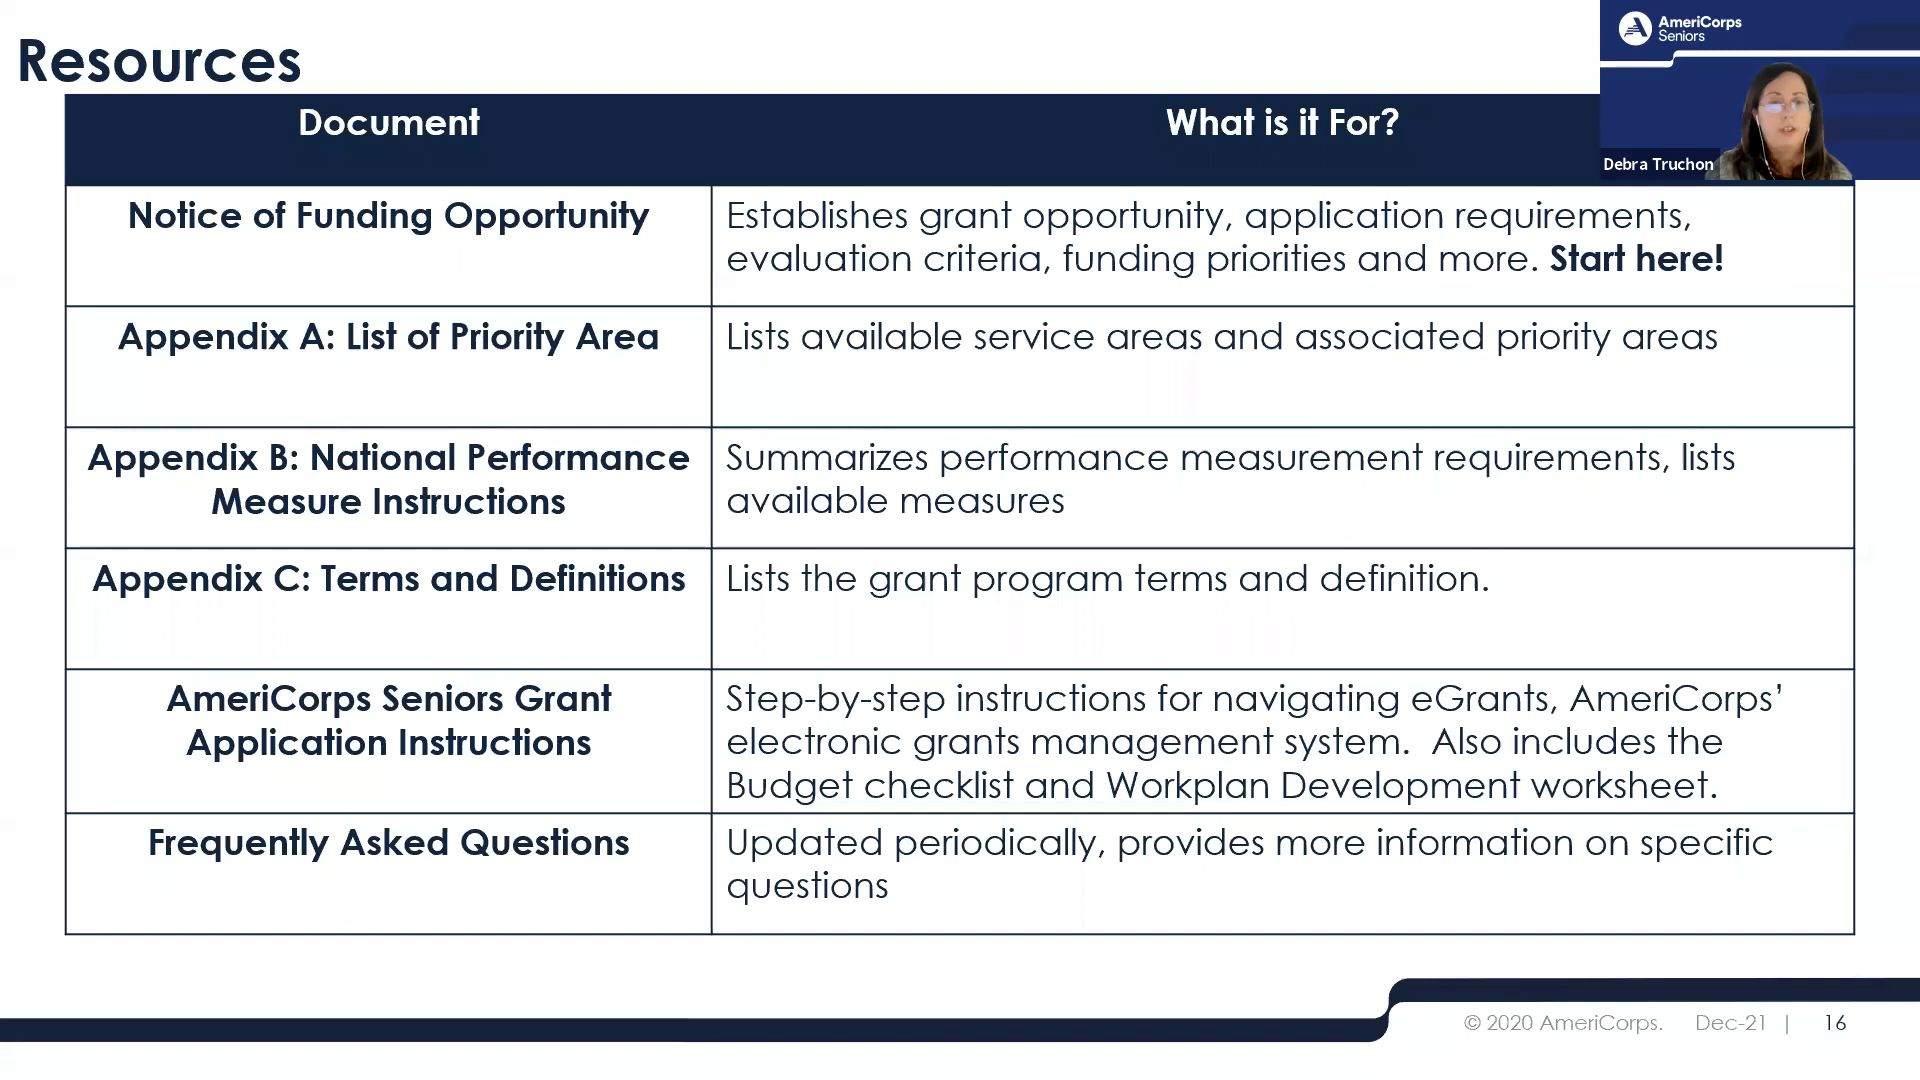 Resources
AmeriCorps
Seniors
Debra Truchon
Document
What is it For?
Notice of Funding Opportunity
Establishes grant opportunity, application requirements,
evaluation criteria, funding priorities and more. Start here!
Appendix A: List of Priority Area
Lists available service areas and associated priority areas
Appendix B: National Performance
Measure Instructions
Summarizes performance measurement requirements, lists
available measures
Appendix C: Terms and Definitions
Lists the grant program terms and definition.
AmeriCorps Seniors Grant
Application Instructions
Step-by-step instructions for navigating eGrants, AmeriCorps’
electronic grants management system.  Also includes the
Budget checklist and Workplan Development worksheet.
Frequently Asked Questions
Updated periodically, provides more information on specific
questions
© 2020 AmeriCorps. Dec-21 | 16